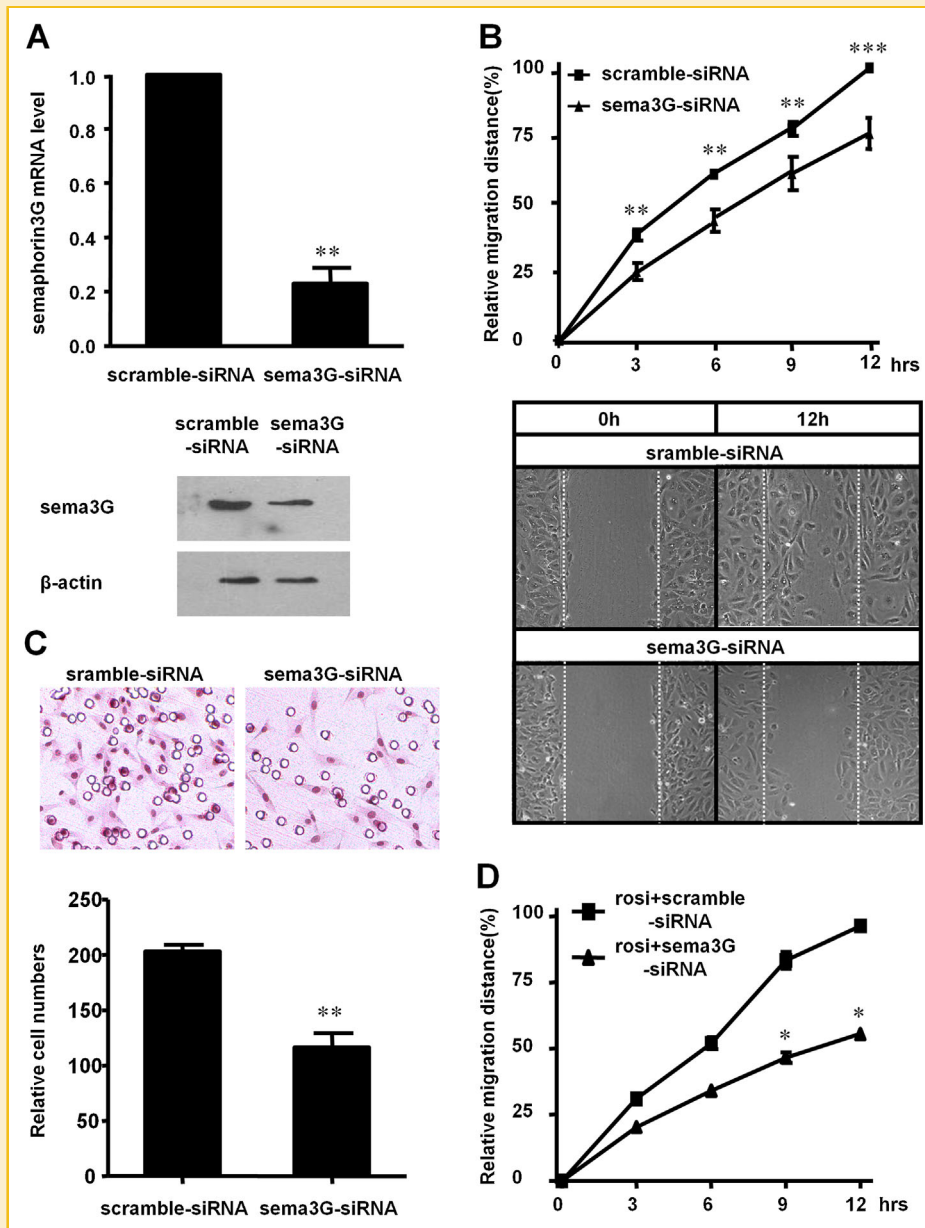 A
semaphorin3G mRNA level
1.0
0.8
0.6
0.4
0.2
0.0
**
scramble-siRNA
sema3G-siRNA
scramble
-siRNA
sema3G
-siRNA
sema3G
β-actin
B
Relative migration distance(%)
100
75
50
25
0
scramble-siRNA
sema3G-siRNA
**
**
**
***
0 3 6 9 12 hrs
0h 12h
sramble-siRNA
sema3G-siRNA
C
sramble-siRNA
sema3G-siRNA
Relative cell numbers
250
200
150
100
50
0
**
scramble-siRNA
sema3G-siRNA
D
Relative migration distance(%)
100
75
50
25
0
rosi+scramble
-siRNA
rosi+sema3G
-siRNA
*
*
0 3 6 9 12 hrs